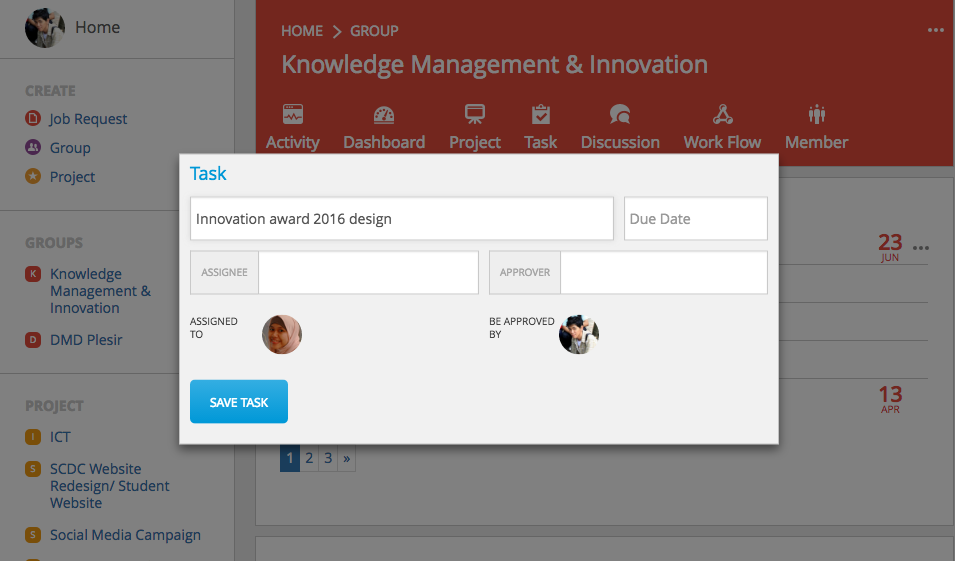 Home
CREATE
Job Request
Group
Project
GROUPS
K
Knowledge
Management &
Innovation
D
DMD Plesir
PROJECT
I
ICT
S
SCDC Website
Redesign/ Student
Website
S
Social Media Campaign
HOME > GROUP
Knowledge Management & Innovation
Activity Dashboard Project Task Discussion Work Flow Member
Task
Innovation award 2016 design
Due Date
ASSIGNEE
APPROVER
ASSIGNED
TO
BE APPROVED
BY
SAVE TASK
23
JUN
13
APR
1 2 3 »